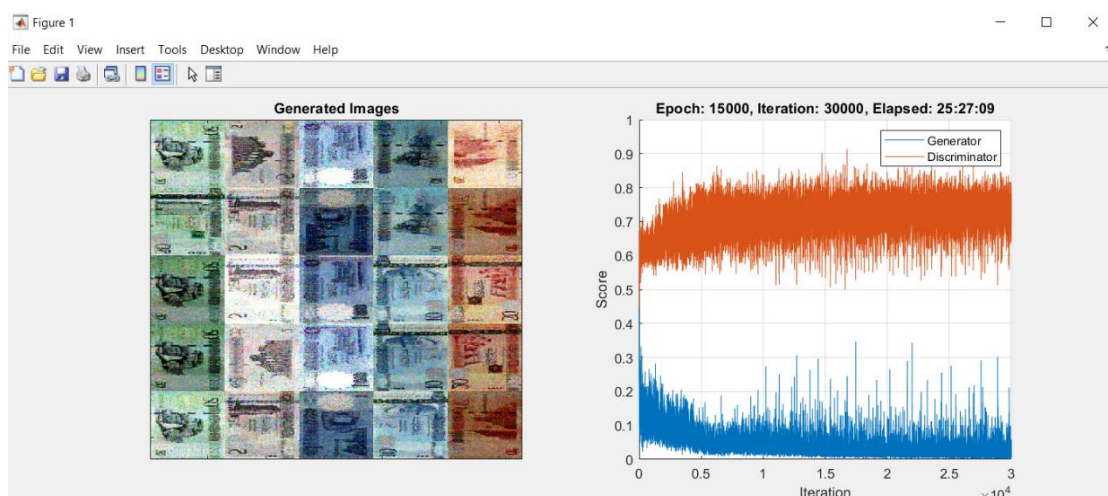 Figure 1
File Edit View Insert Tools Desktop Window Help
Generated Images
Epoch: 15000, Iteration: 30000, Elapsed: 25:27:09
1
0.9
0.8
0.7
0.6
0.5
0.4
0.3
0.2
0.1
0
Score
Generator
Discriminator
0 0.5 1 1.5 2 2.5 3
Iteration
×10⁴